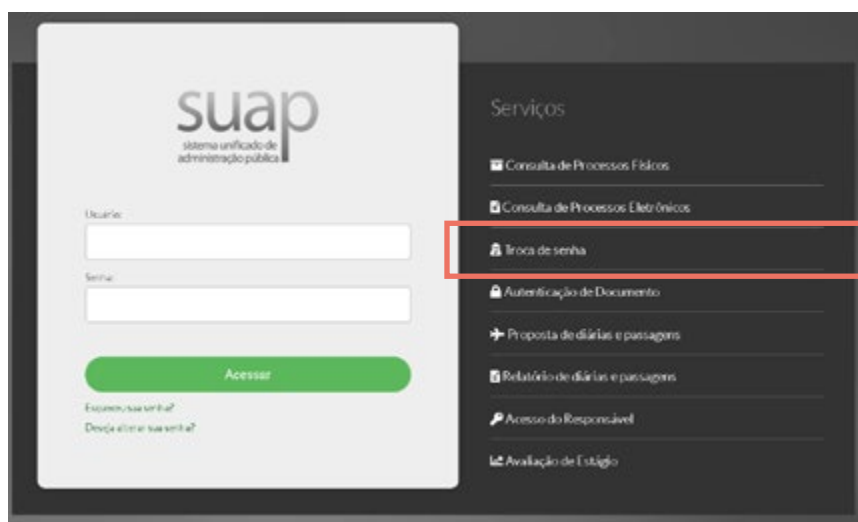 suap
sistema unificado de
administração pública
Usuário:
Senha:
Acessar
Esqueceu sua senha?
Deseja alterar sua senha?
Serviços
Consulta de Processos Físicos
Consulta de Processos Eletrônicos
Troca de senha
Autenticação de Documento
Proposta de diárias e passagens
Relatório de diárias e passagens
Acesso do Responsável
Avaliação de Estágio